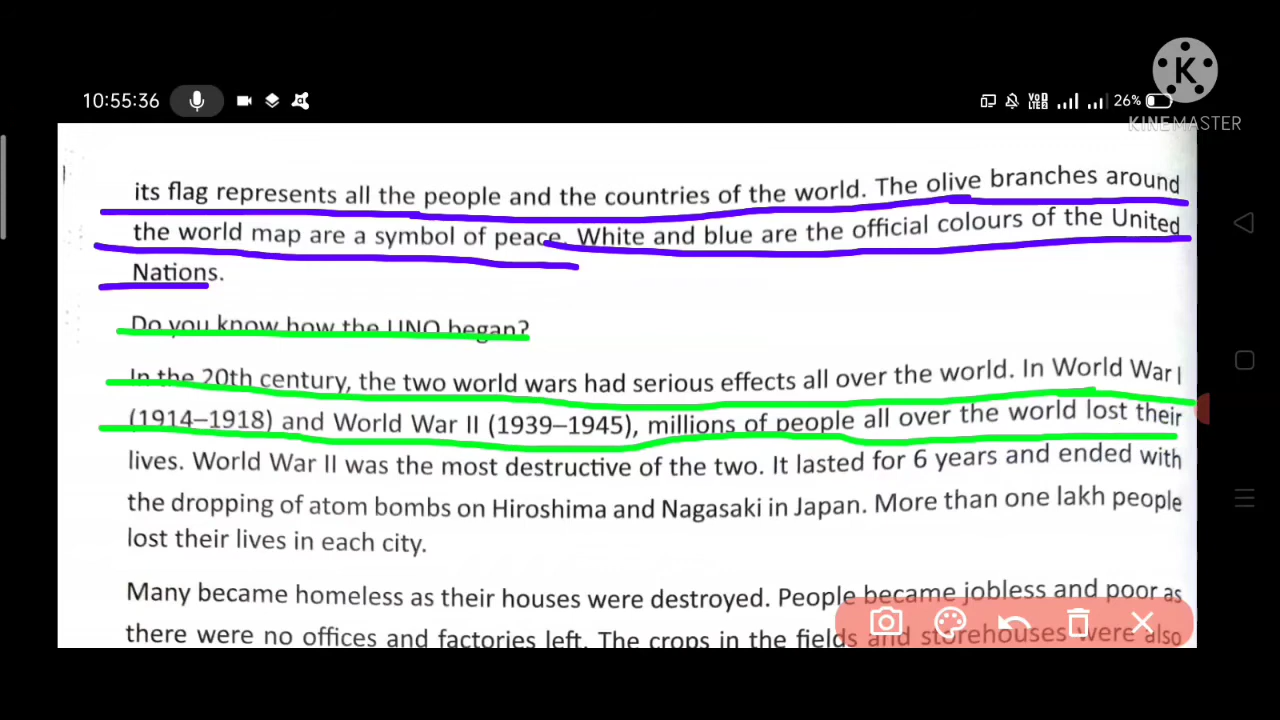 10:55:36
VoD LTE2
26%
K
KINEMASTER
its flag represents all the people and the countries of the world. The olive branches around
the world map are a symbol of peace. White and blue are the official colours of the United
Nations.
Do you know how the UNO began?
In the 20th century, the two world wars had serious effects all over the world. In World War I
(1914–1918) and World War II (1939–1945), millions of people all over the world lost their
lives. World War II was the most destructive of the two. It lasted for 6 years and ended with
the dropping of atom bombs on Hiroshima and Nagasaki in Japan. More than one lakh people
lost their lives in each city.
Many became homeless as their houses were destroyed. People became jobless and poor as
there were no offices and factories left. The crops in the fields and storehouses were also